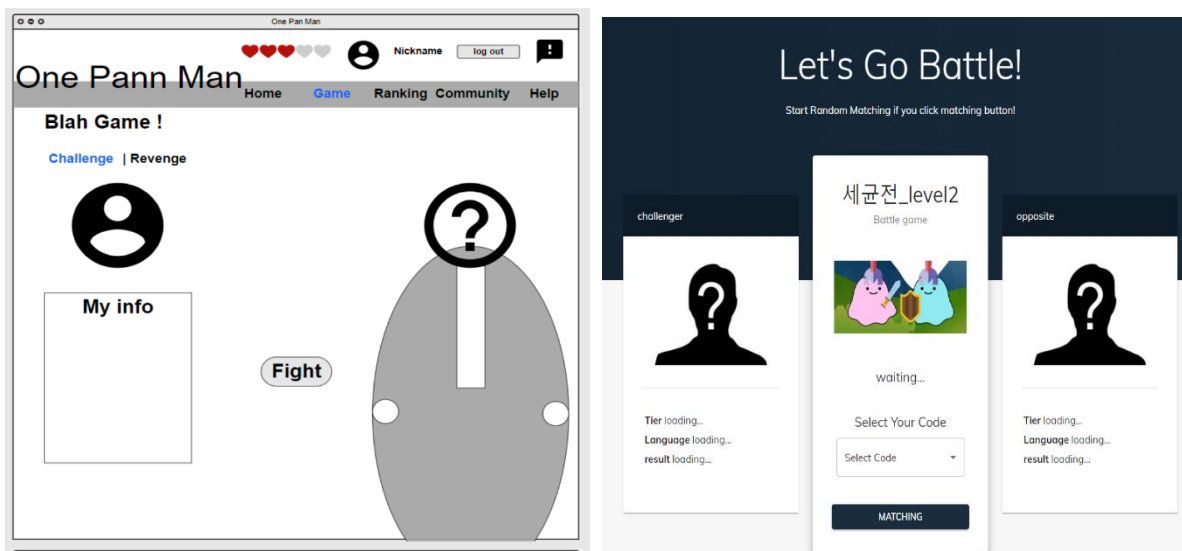 One Pan Man
Nickname
log out
One Pann Man
Home
Game
Ranking
Community
Help
Blah Game !
Challenge | Revenge
?
My info
Fight
Let's Go Battle!
Start Random Matching if you click matching button!
challenger
세균전_level2
Battle game
opposite
?
?
waiting...
Tier loading...
Language loading...
result loading...
Select Your Code
Select Code
MATCHING
Tier loading...
Language loading...
result loading...